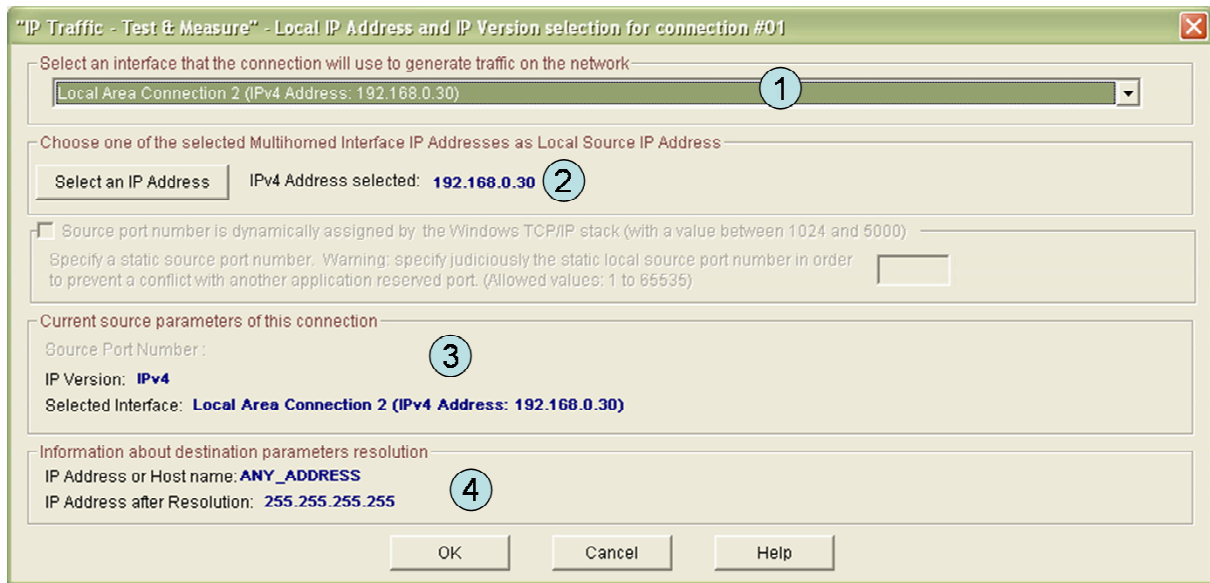 "IP Traffic - Test & Measure" - Local IP Address and IP Version selection for connection #01
Select an interface that the connection will use to generate traffic on the network
Local Area Connection 2 (IPv4 Address: 192.168.0.30)
1
Choose one of the selected Multihomed Interface IP Addresses as Local Source IP Address
Select an IP Address IPv4 Address selected: 192.168.0.30 2
Source port number is dynamically assigned by the Windows TCP/IP stack (with a value between 1024 and 5000)
Specify a static source port number. Warning: specify judiciously the static local source port number in order
to prevent a conflict with another application reserved port. (Allowed values: 1 to 65535)
Current source parameters of this connection
Source Port Number :
3
IP Version: IPv4
Selected Interface: Local Area Connection 2 (IPv4 Address: 192.168.0.30)
Information about destination parameters resolution
IP Address or Host name: ANY_ADDRESS
4
IP Address after Resolution: 255.255.255.255
OK Cancel Help